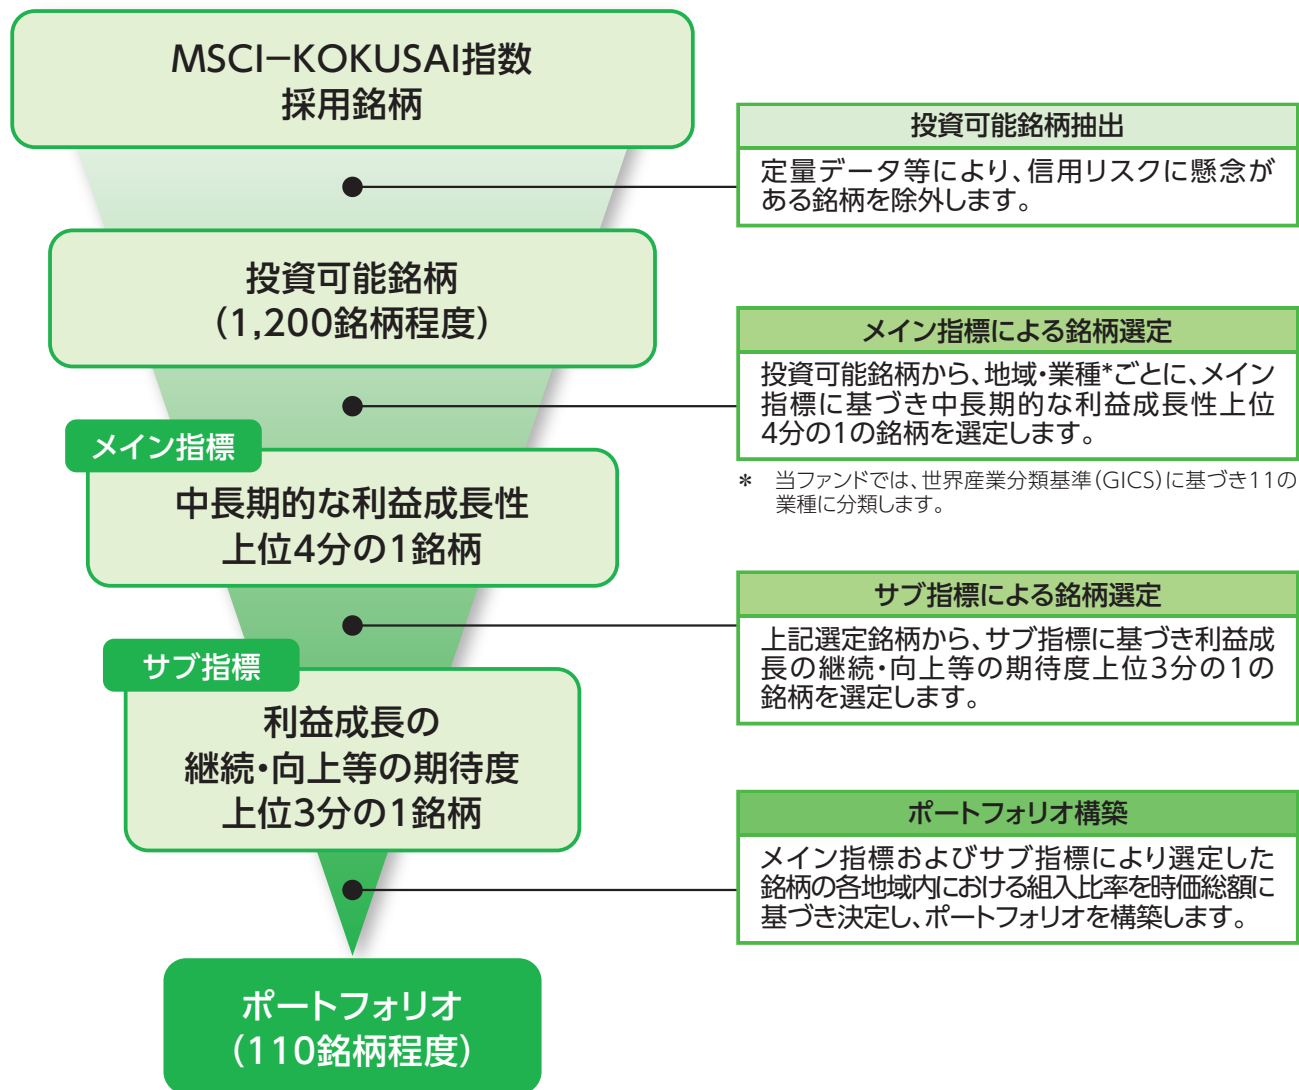 MSCI－KOKUSAI指数
採用銘柄
投資可能銘柄抽出
定量データ等により、信用リスクに懸念が
ある銘柄を除外します。
投資可能銘柄
（1,200銘柄程度）
メイン指標による銘柄選定
投資可能銘柄から、地域・業種*ごとに、メイン
指標に基づき中長期的な利益成長性上位
4分の1の銘柄を選定します。
* 当ファンドでは、世界産業分類基準（GICS）に基づき11の
業種に分類します。
メイン指標
中長期的な利益成長性
上位4分の1銘柄
サブ指標による銘柄選定
上記選定銘柄から、サブ指標に基づき利益成
長の継続・向上等の期待度上位3分の1の
銘柄を選定します。
サブ指標
利益成長の
継続・向上等の期待度
上位3分の1銘柄
ポートフォリオ構築
メイン指標およびサブ指標により選定した
銘柄の各地域内における組入比率を時価総額に
基づき決定し、ポートフォリオを構築します。
ポートフォリオ
（110銘柄程度）